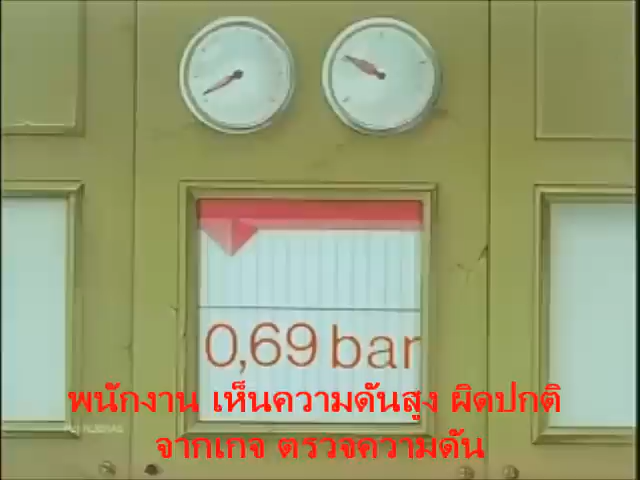 0,69 bar
พนักงาน เห็นความดันสูง ผิดปกติ
จากเกจ ตรวจความดัน